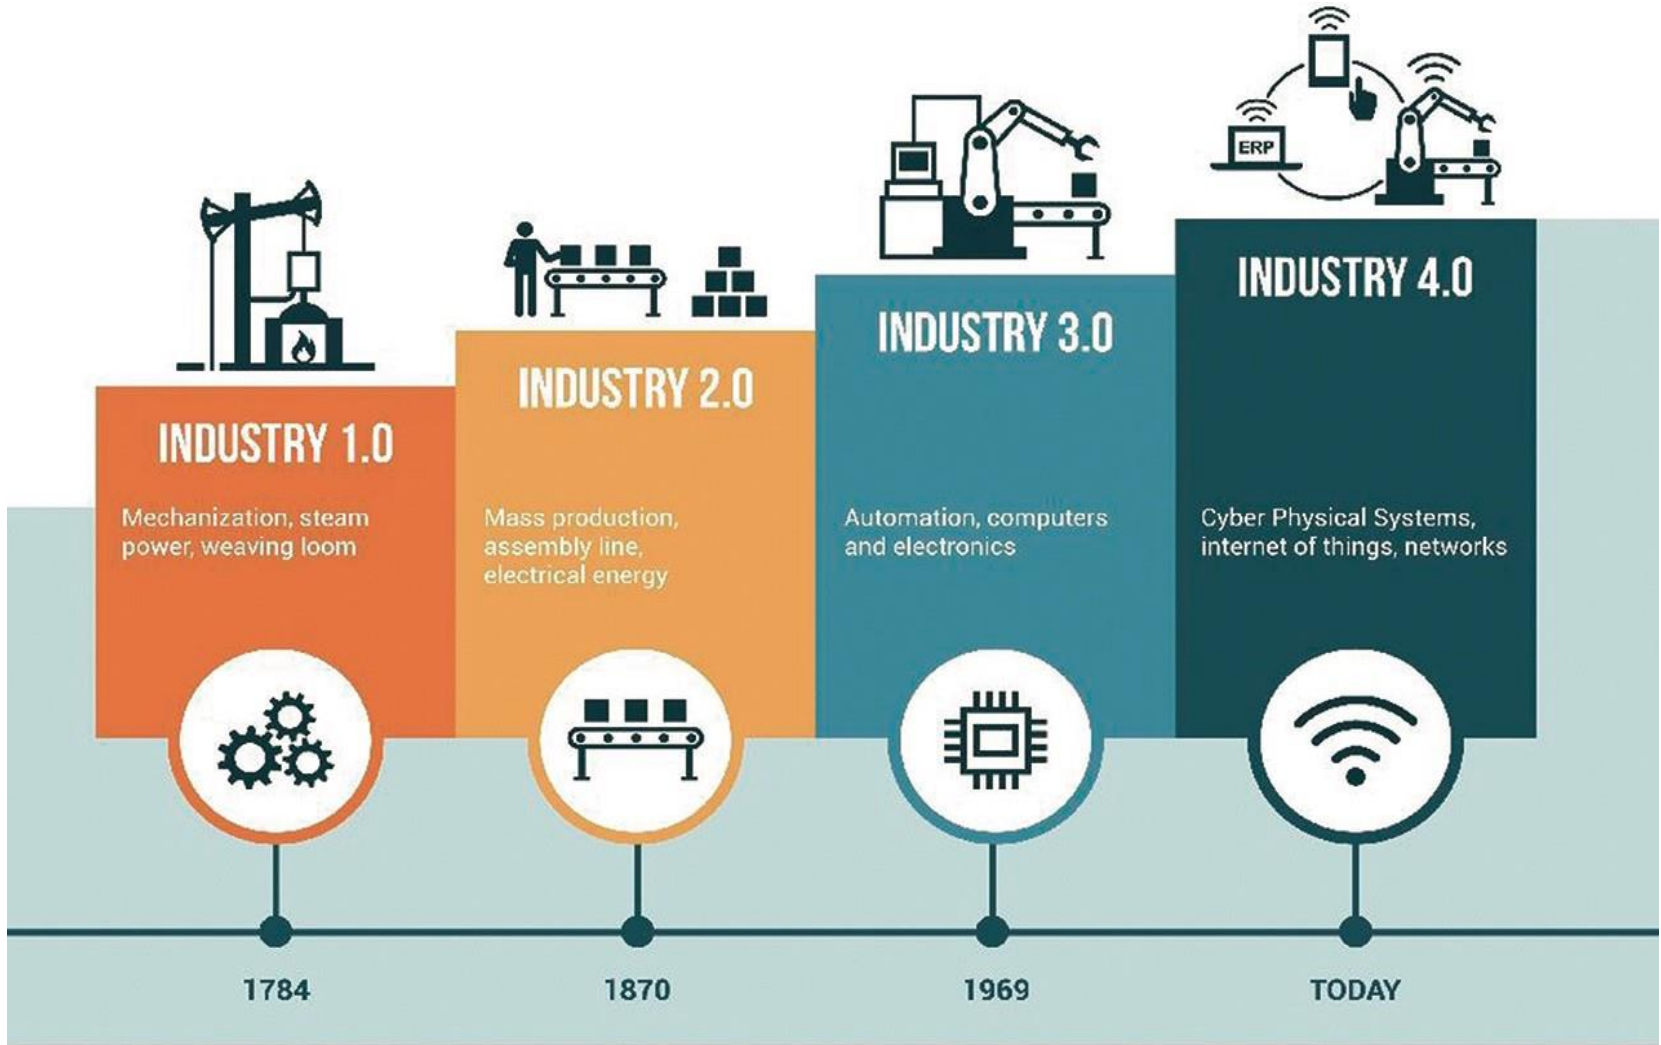 ERP
INDUSTRY 4.0
INDUSTRY 3.0
INDUSTRY 2.0
INDUSTRY 1.0
Mechanization, steam
power, weaving loom
Mass production,
assembly line,
electrical energy
Automation, computers
and electronics
Cyber Physical Systems,
internet of things, networks
1784
1870
1969
TODAY